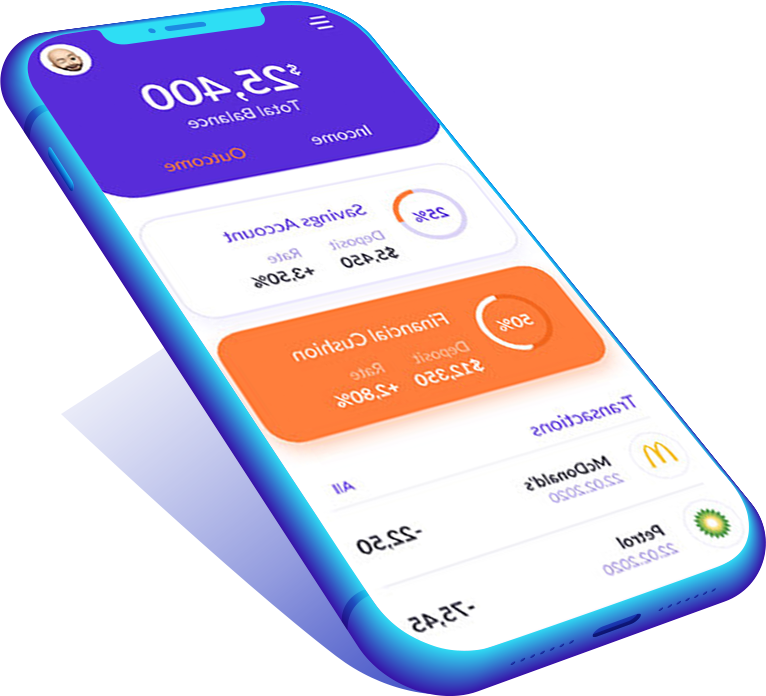 $25,400
Total Balance
Income Outcome
25%
Savings Account
Deposit Rate
$5,450 +3,50%
50%
Financial Cushion
Deposit Rate
$12,350 +2,80%
Transactions All
McDonald's
22.02.2020
-22,50
Petrol
22.02.2020
-75,45